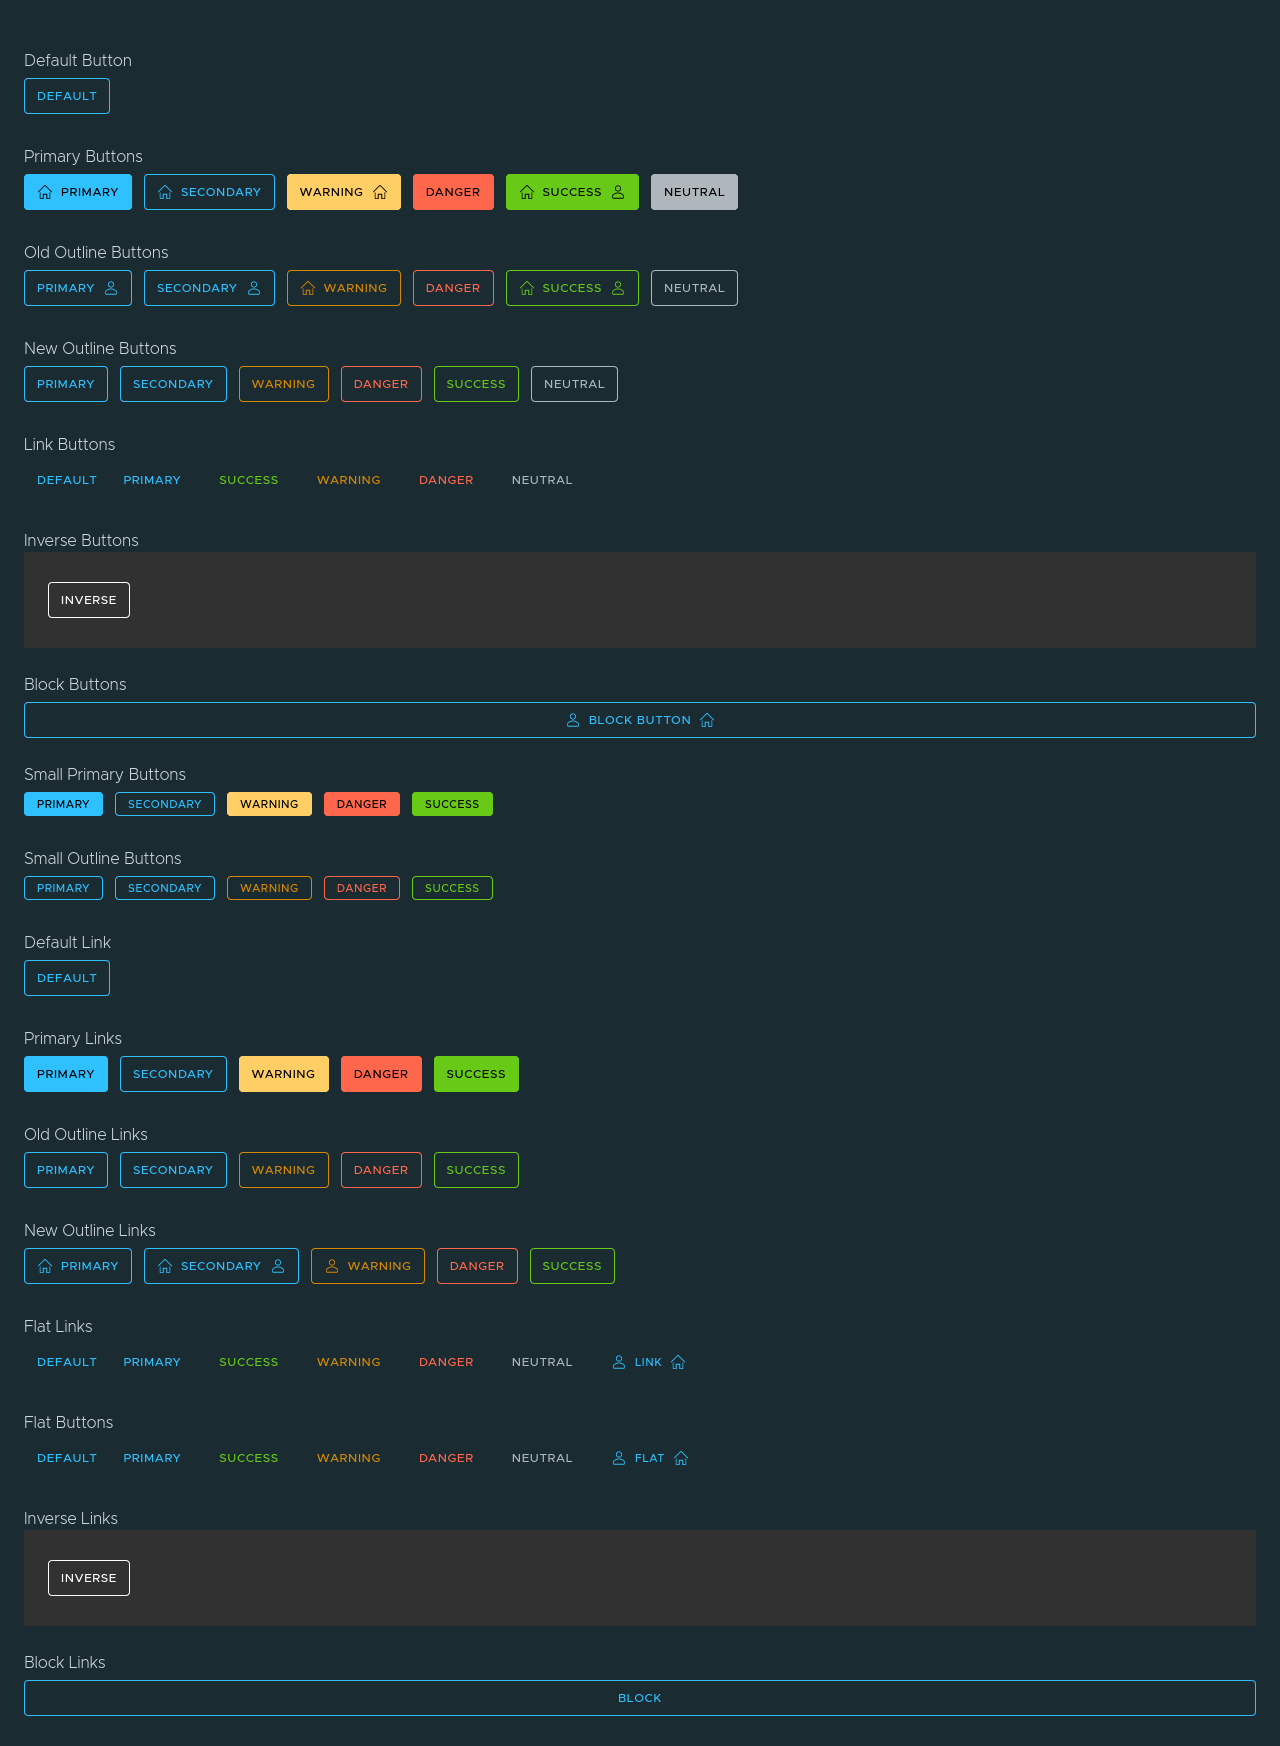 Default Button
DEFAULT
Primary Buttons
PRIMARY SECONDARY WARNING DANGER SUCCESS NEUTRAL
Old Outline Buttons
PRIMARY SECONDARY WARNING DANGER SUCCESS NEUTRAL
New Outline Buttons
PRIMARY SECONDARY WARNING DANGER SUCCESS NEUTRAL
Link Buttons
DEFAULT PRIMARY SUCCESS WARNING DANGER NEUTRAL
Inverse Buttons
INVERSE
Block Buttons
BLOCK BUTTON
Small Primary Buttons
PRIMARY SECONDARY WARNING DANGER SUCCESS
Small Outline Buttons
PRIMARY SECONDARY WARNING DANGER SUCCESS
Default Link
DEFAULT
Primary Links
PRIMARY SECONDARY WARNING DANGER SUCCESS
Old Outline Links
PRIMARY SECONDARY WARNING DANGER SUCCESS
New Outline Links
PRIMARY SECONDARY WARNING DANGER SUCCESS
Flat Links
DEFAULT PRIMARY SUCCESS WARNING DANGER NEUTRAL LINK
Flat Buttons
DEFAULT PRIMARY SUCCESS WARNING DANGER NEUTRAL FLAT
Inverse Links
INVERSE
Block Links
BLOCK